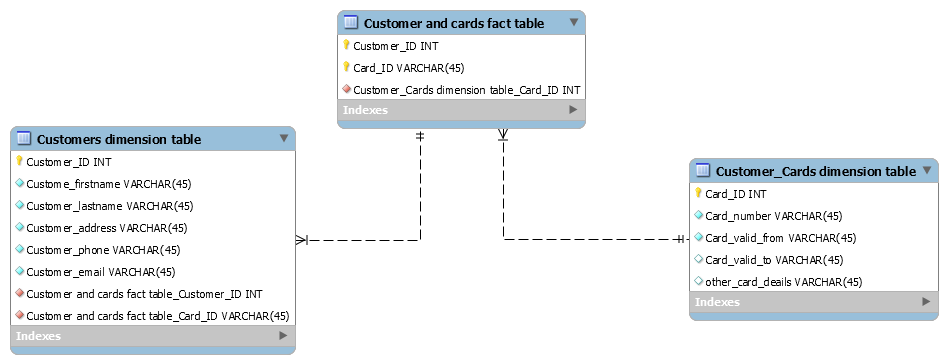 Customer and cards fact table
Customer_ID INT
Card_ID VARCHAR(45)
Customer_Cards dimension table_Card_ID INT
Indexes
Customers dimension table
Customer_ID INT
Custome_firstname VARCHAR(45)
Customer_lastname VARCHAR(45)
Customer_address VARCHAR(45)
Customer_phone VARCHAR(45)
Customer_email VARCHAR(45)
Customer and cards fact table_Customer_ID INT
Customer and cards fact table_Card_ID VARCHAR(45)
Indexes
Customer_Cards dimension table
Card_ID INT
Card_number VARCHAR(45)
Card_valid_from VARCHAR(45)
Card_valid_to VARCHAR(45)
other_card_deails VARCHAR(45)
Indexes